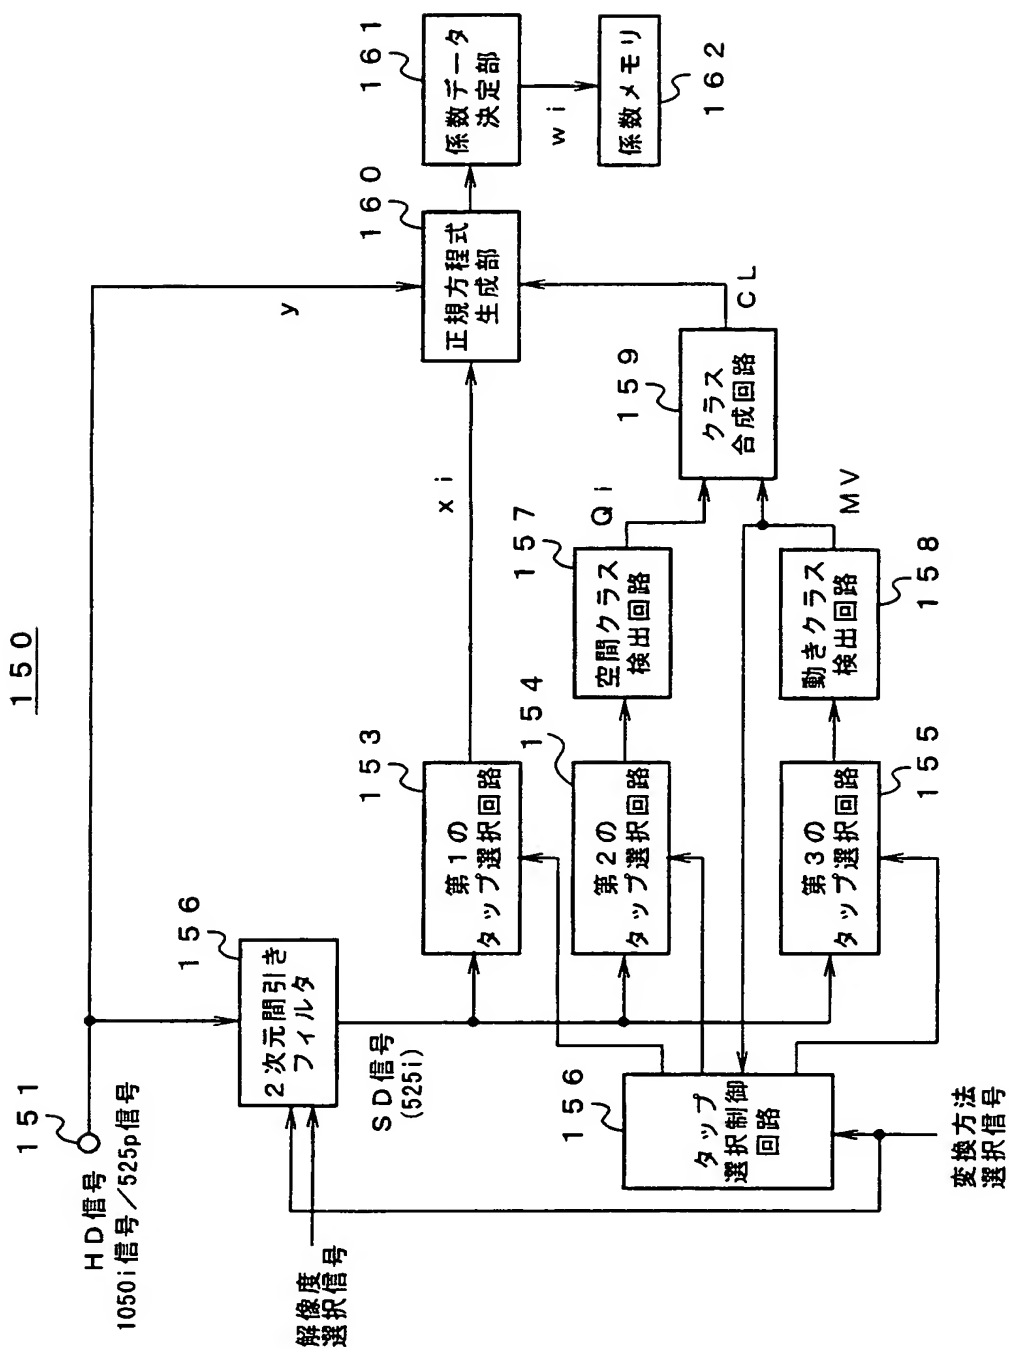 150
151
HD信号
1050i信号／525p信号
解像度
選択信号
156
2次元間引き
フィルタ
SD信号
(525i)
156
タップ
選択制御
回路
変換方法
選択信号
153
第1の
タップ選択回路
154
第2の
タップ選択回路
155
第3の
タップ選択回路
157
空間クラス
検出回路
158
動きクラス
検出回路
Qi
MV
159
クラス
合成回路
CL
xi
y
160
正規方程式
生成部
161
係数データ
決定部
wi
162
係数メモリ